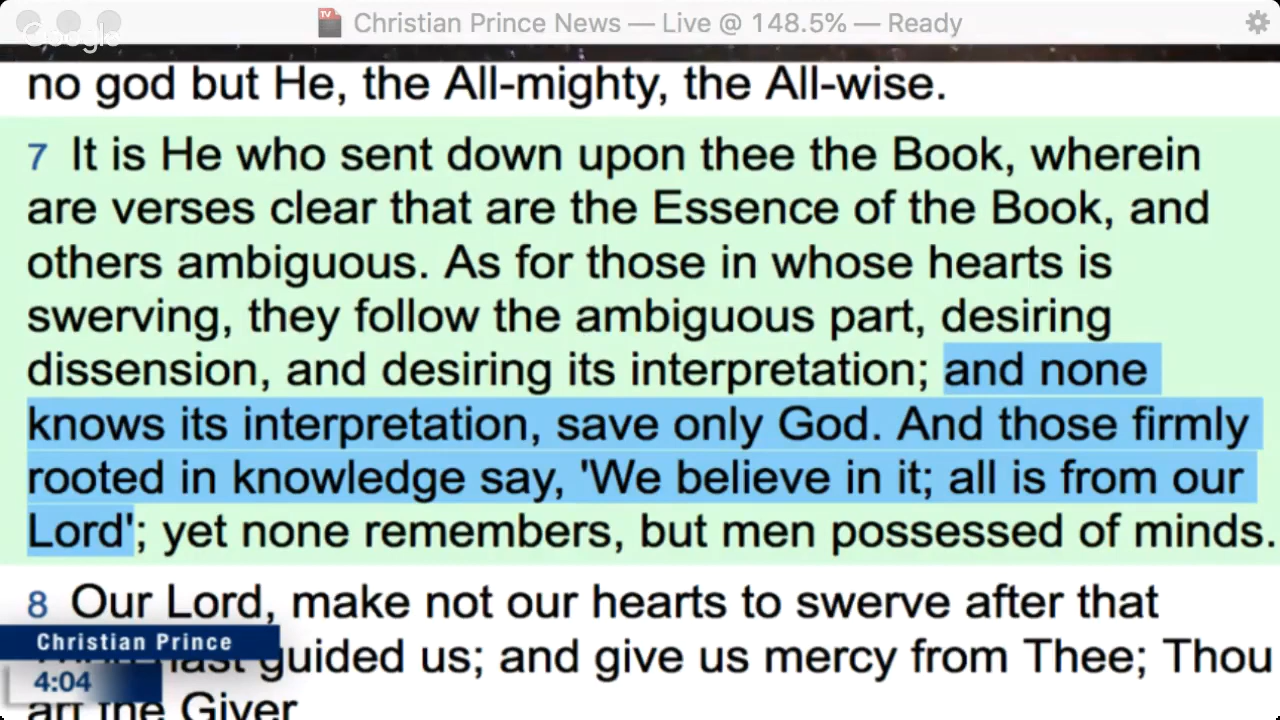 Christian Prince News — Live @ 148.5% — Ready
Google
no god but He, the All-mighty, the All-wise.
7 It is He who sent down upon thee the Book, wherein
are verses clear that are the Essence of the Book, and
others ambiguous. As for those in whose hearts is
swerving, they follow the ambiguous part, desiring
dissension, and desiring its interpretation; and none
knows its interpretation, save only God. And those firmly
rooted in knowledge say, 'We believe in it; all is from our
Lord'; yet none remembers, but men possessed of minds.
8 Our Lord, make not our hearts to swerve after that
Christian Prince
hast guided us; and give us mercy from Thee; Thou
4:04
art the Giver